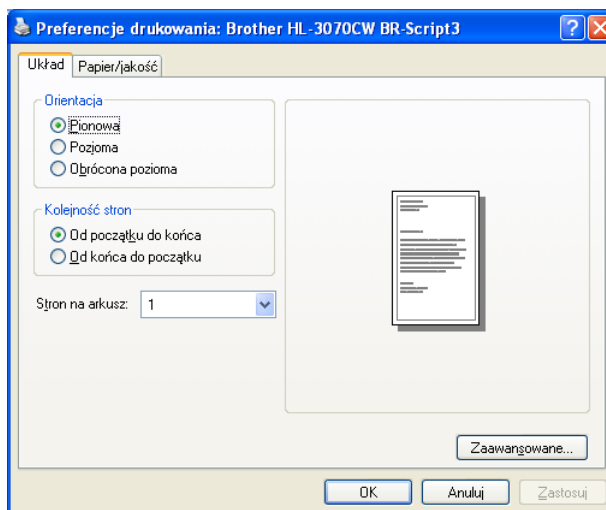 Preferencje drukowania: Brother HL-3070CW BR-Script3
Układ
Papier/jakość
Orientacja
Pionowa
Pozioma
Obrócona pozioma
Kolejność stron
Od początku do końca
Od końca do początku
Stron na arkusz: 1
Zaawansowane...
OK
Anuluj
Zastosuj